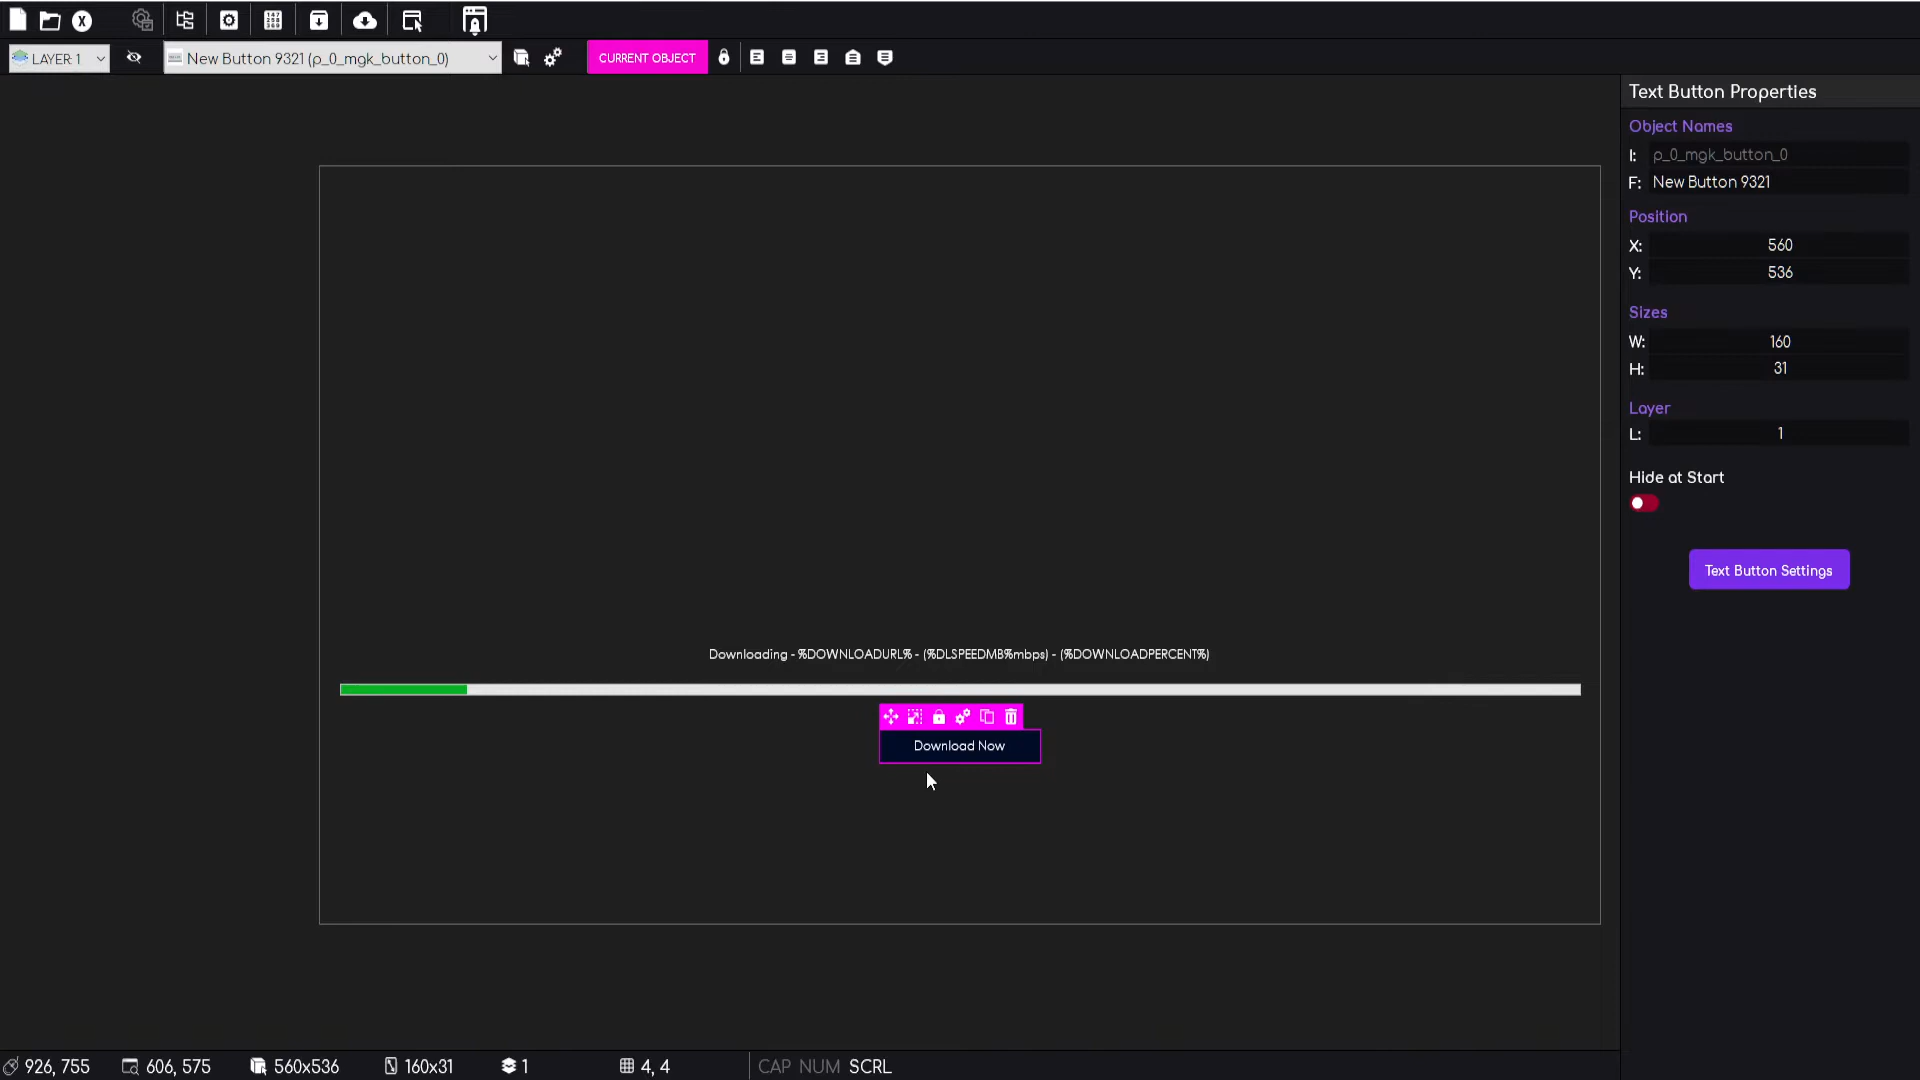 LAYER: 1
New Button 9321 (p_0_mgk_button_0)
CURRENT OBJECT
Text Button Properties
Object Names
I: p_0_mgk_button_0
F: New Button 9321
Position
X: 560
Y: 536
Sizes
W: 160
H: 31
Layer
L: 1
Hide at Start
Text Button Settings
Downloading - %DOWNLOADURL% - (%DLSPEEDMB%mbps) - (%DOWNLOADPERCENT%)
Download Now
926, 755 606, 575 560x536 160x31 1 4, 4 CAP NUM SCRL